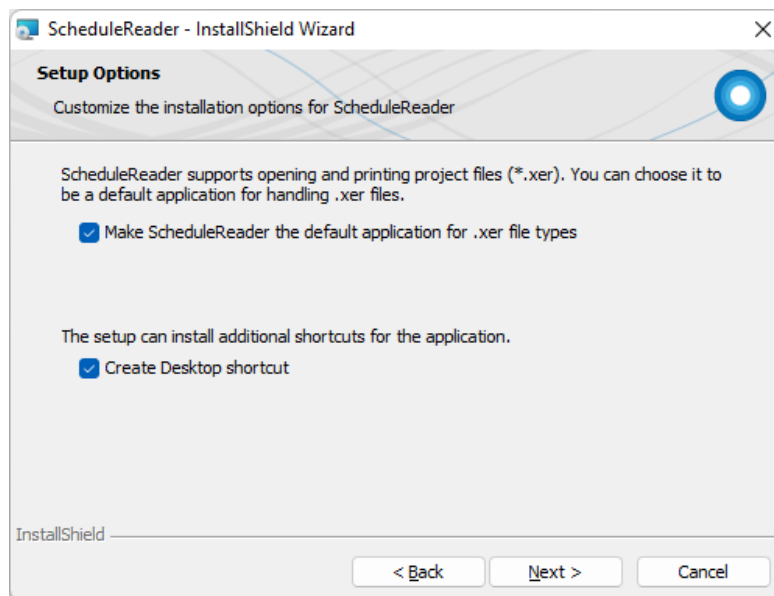 ScheduleReader - InstallShield Wizard
Setup Options
Customize the installation options for ScheduleReader
ScheduleReader supports opening and printing project files (*.xer). You can choose it to
be a default application for handling .xer files.
Make ScheduleReader the default application for .xer file types
The setup can install additional shortcuts for the application.
Create Desktop shortcut
InstallShield
< Back Next > Cancel